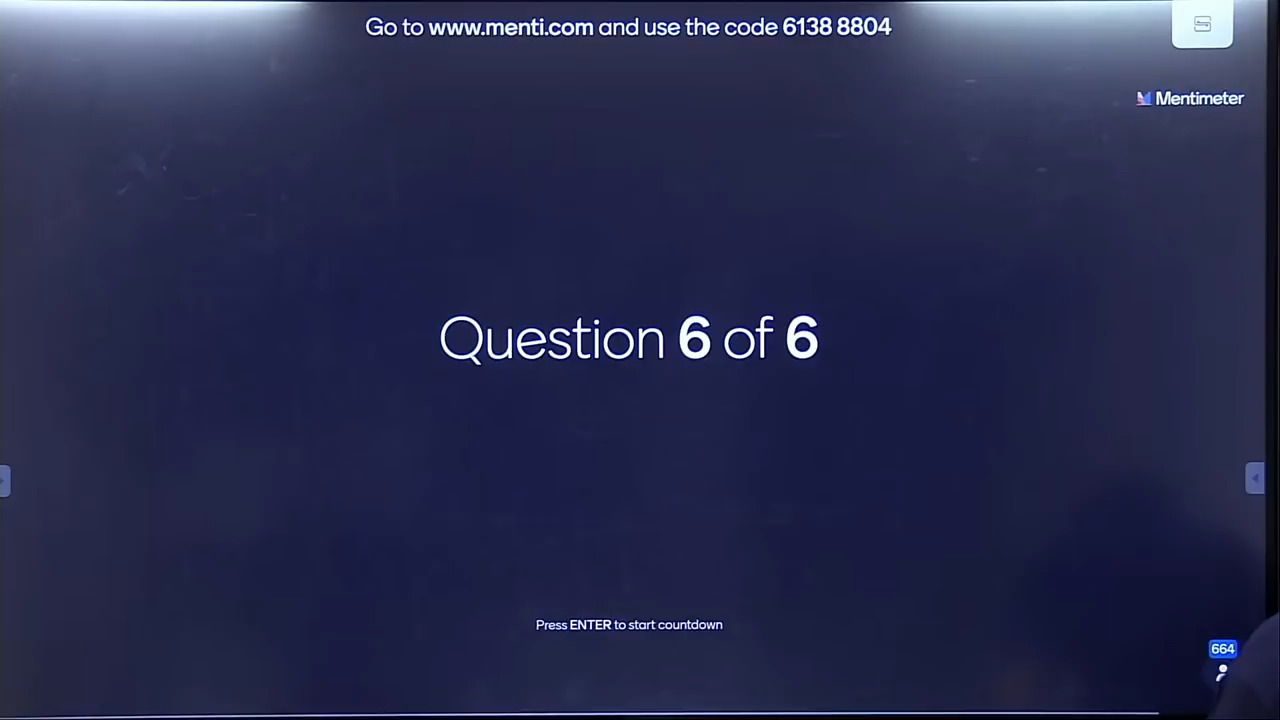 Go to www.menti.com and use the code 6138 8804
Mentimeter
Question 6 of 6
Press ENTER to start countdown
664